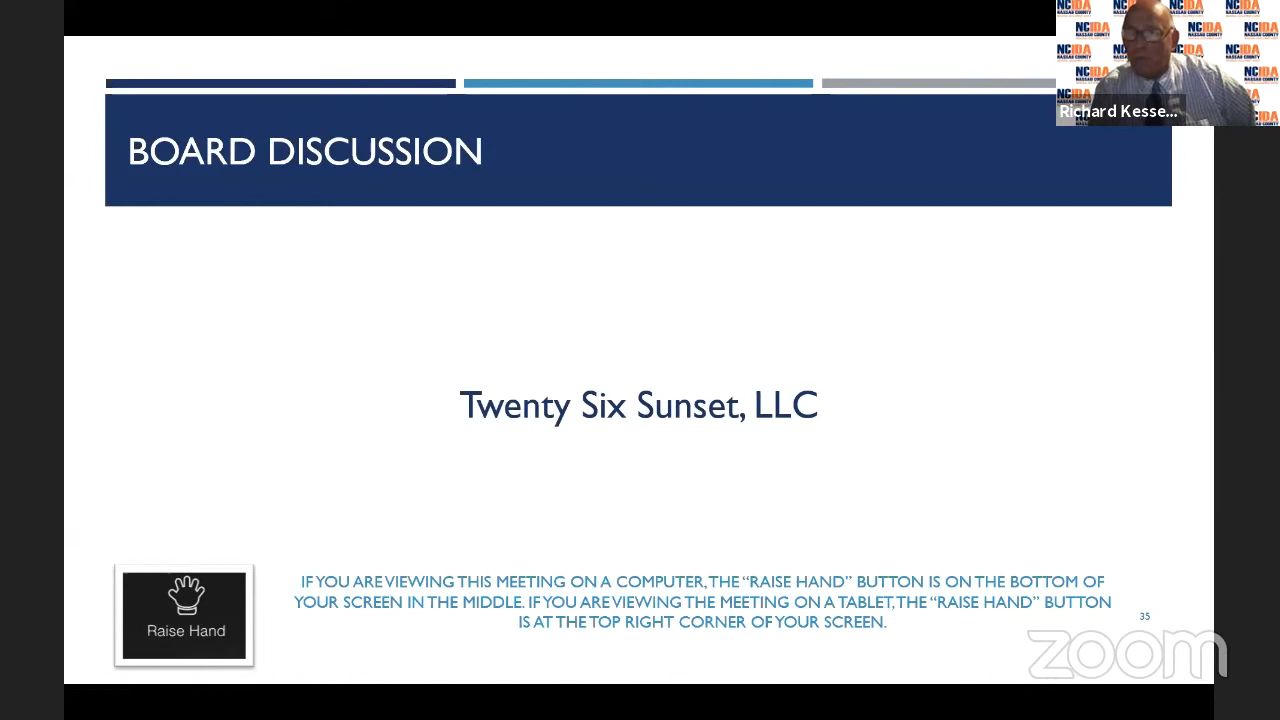 NCIDA
NASSAU COUNTY
Richard Kesse...
BOARD DISCUSSION
Twenty Six Sunset, LLC
Raise Hand
IF YOU ARE VIEWING THIS MEETING ON A COMPUTER, THE “RAISE HAND” BUTTON IS ON THE BOTTOM OF
YOUR SCREEN IN THE MIDDLE. IF YOU ARE VIEWING THE MEETING ON A TABLET, THE “RAISE HAND” BUTTON
IS AT THE TOP RIGHT CORNER OF YOUR SCREEN.
35
zoom